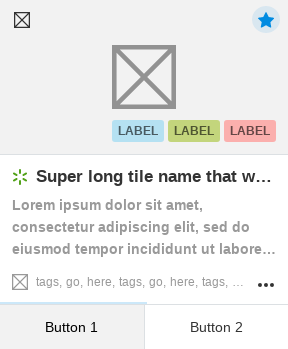 LABEL LABEL LABEL
Super long tile name that w…
Lorem ipsum dolor sit amet,
consectetur adipiscing elit, sed do
eiusmod tempor incididunt ut labore…
tags, go, here, tags, go, here, tags, …
Button 1 Button 2